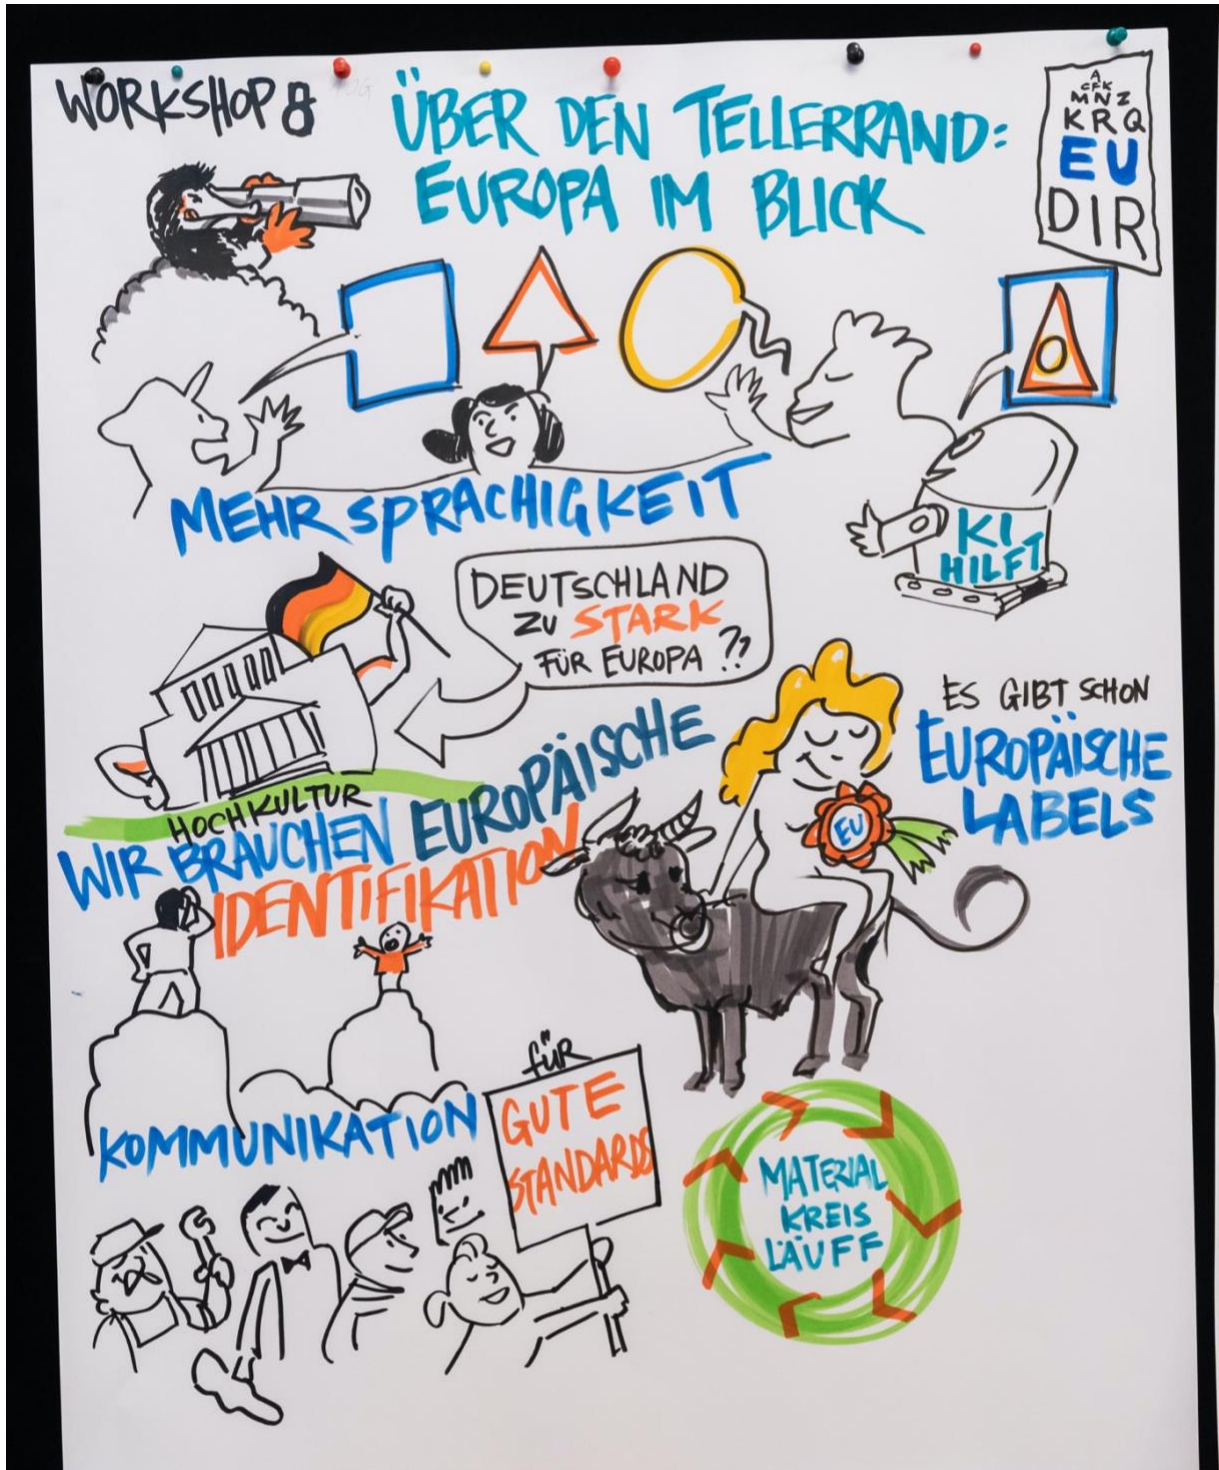 WORKSHOP 8
ÜBER DEN TELLERRAND:
EUROPA IM BLICK
A
CFK
MNZ
KRQ
EU
DIR
MEHRSPRACHIGKEIT
KI
HILFT
DEUTSCHLAND
ZU STARK
FÜR EUROPA ??
HOCHKULTUR
WIR BRAUCHEN EUROPÄISCHE
IDENTIFIKATION
ES GIBT SCHON
EUROPÄISCHE
LABELS
EU
KOMMUNIKATION
für
GUTE
STANDARDS
MATERIAL
KREIS
LÄUFF